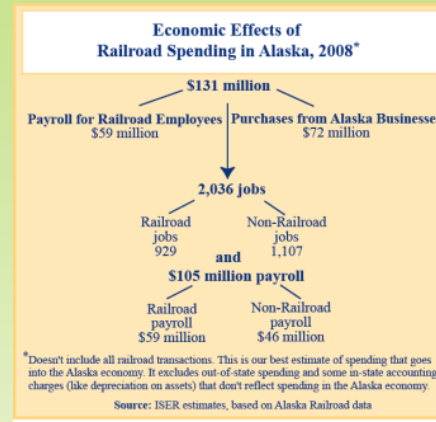 Economic Effects of
Railroad Spending in Alaska, 2008*
$131 million
Payroll for Railroad Employees
$59 million
Purchases from Alaska Businesse
$72 million
2,036 jobs
Railroad
jobs
929
Non-Railroad
jobs
1,107
and
$105 million payroll
Railroad
payroll
$59 million
Non-Railroad
payroll
$46 million
*Doesn't include all railroad transactions. This is our best estimate of spending that goes
into the Alaska economy. It excludes out-of-state spending and some in-state accounting
charges (like depreciation on assets) that don't reflect spending in the Alaska economy.
Source: ISER estimates, based on Alaska Railroad data